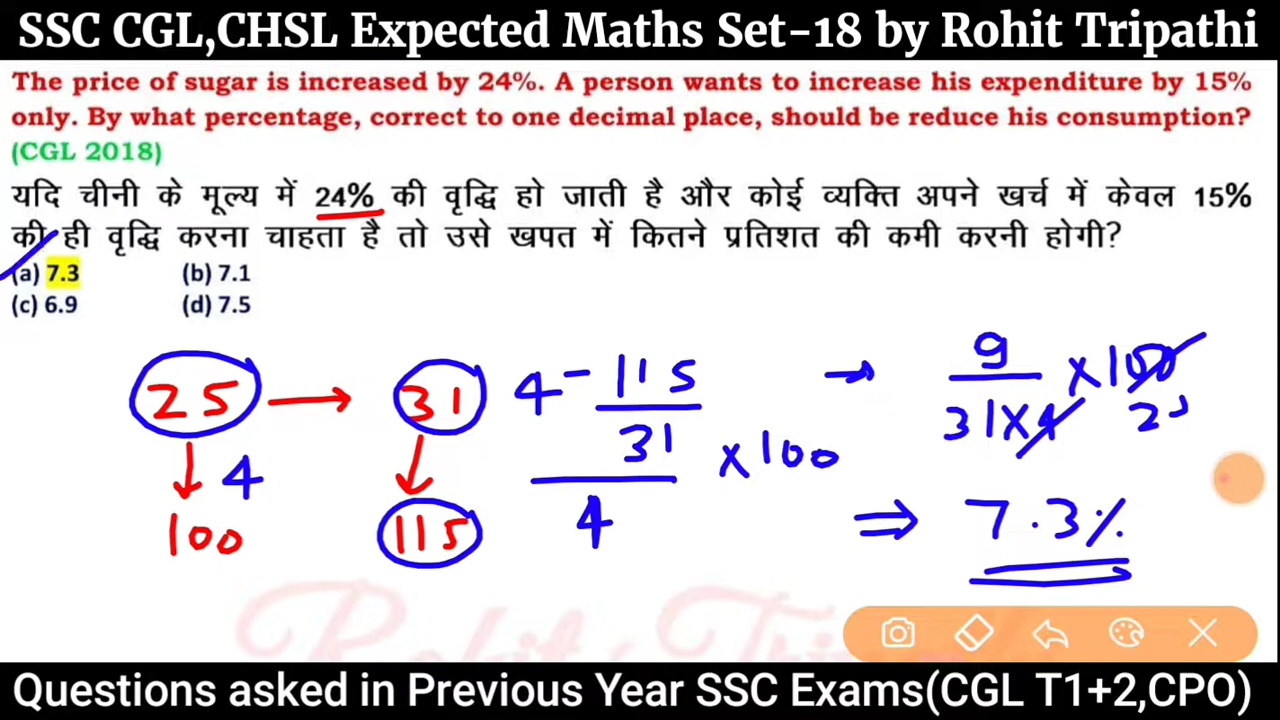 SSC CGL,CHSL Expected Maths Set-18 by Rohit Tripathi
The price of sugar is increased by 24%. A person wants to increase his expenditure by 15%
only. By what percentage, correct to one decimal place, should be reduce his consumption?
(CGL 2018)
यदि चीनी के मूल्य में 24% की वृद्धि हो जाती है और कोई व्यक्ति अपने खर्च में केवल 15%
की ही वृद्धि करना चाहता है तो उसे खपत में कितने प्रतिशत की कमी करनी होगी?
(a) 7.3 (b) 7.1
(c) 6.9 (d) 7.5
25 → 31
4
100 115
4 - 115
31
4
× 100
→ 9
31×4 × 100
25
⇒ 7.3%
Rohit Tripathi
Questions asked in Previous Year SSC Exams(CGL T1+2,CPO)